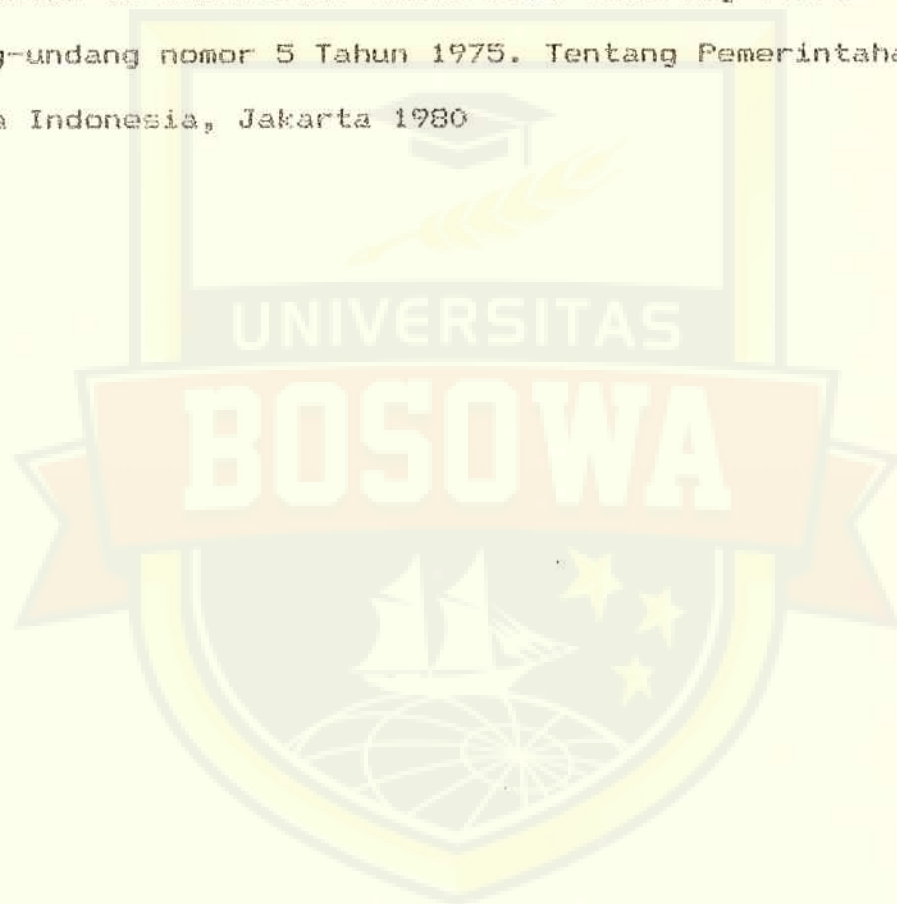 g-undang nomor 5 Tahun 1975. Tentang Pemerintaha
a Indonesia, Jakarta 1980
UNIVERSITAS
BOSOWA